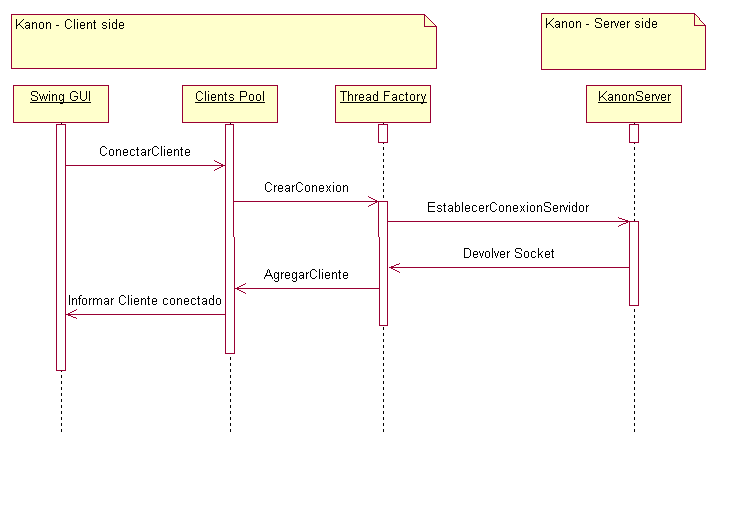 Kanon - Client side
Kanon - Server side
Swing GUI
Clients Pool
Thread Factory
KanonServer
ConectarCliente
CrearConexion
EstablecerConexionServidor
Devolver Socket
AgregarCliente
Informar Cliente conectado